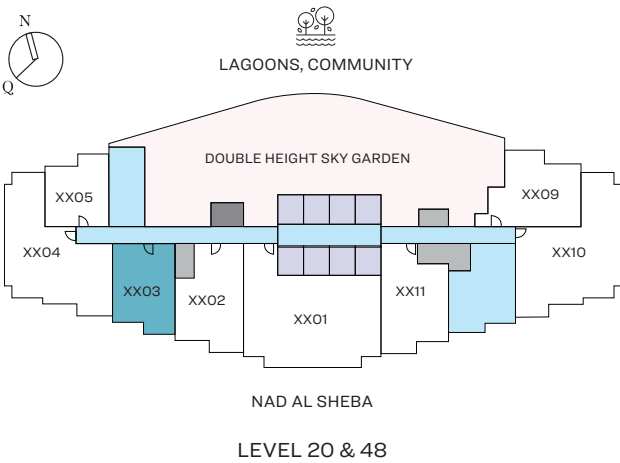 N
Q
LAGOONS, COMMUNITY
DOUBLE HEIGHT SKY GARDEN
XX05
XX09
XX04
XX10
XX03
XX02
XX11
XX01
NAD AL SHEBA
LEVEL 20 & 48